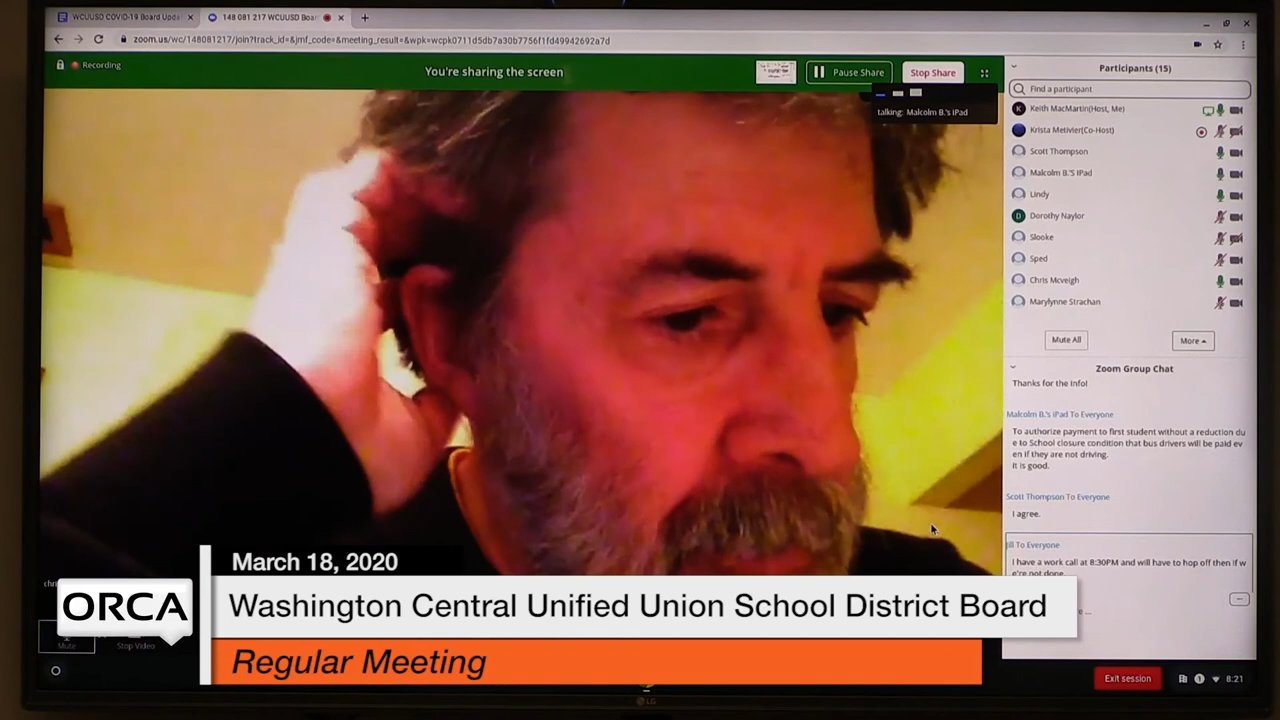 WCUUSD COVID-19 Board Upda
148 081 217 WCUUSD Boar
zoom.us/wc/148081217/join?track_id=&jmf_code=&meeting_result=&wpk=wcpk0711d5db7a30b7756f1fd49942692a7d
Recording
You're sharing the screen
Pause Share
Stop Share
talking: Malcolm B.'s iPad
Participants (15)
Find a participant
Keith MacMartin(Host, Me)
Krista Metivier(Co-Host)
Scott Thompson
Malcolm B.'S IPad
Lindy
D Dorothy Naylor
Slooke
Sped
Chris Mcveigh
Marylynne Strachan
Mute All
More
Zoom Group Chat
Thanks for the Info!
Malcolm B.'s iPad To Everyone
To authorize payment to first student without a reduction du
e to School closure condition that bus drivers will be paid ev
en if they are not driving.
It is good.
Scott Thompson To Everyone
I agree.
Jill To Everyone
I have a work call at 8:30PM and will have to hop off then if w
e're not done.
March 18, 2020
ORCA
Washington Central Unified Union School District Board
Regular Meeting
Mute
Stop Video
Exit session
1
8:21
LG